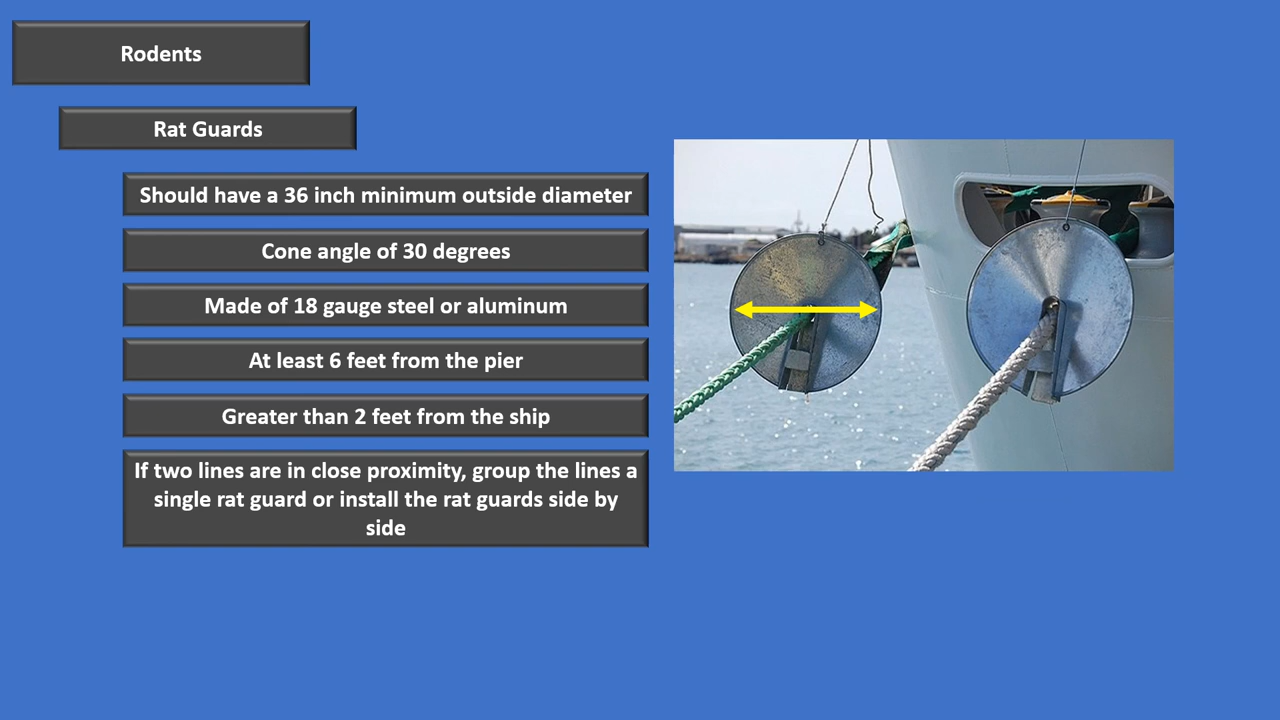 Rodents
Rat Guards
Should have a 36 inch minimum outside diameter
Cone angle of 30 degrees
Made of 18 gauge steel or aluminum
At least 6 feet from the pier
Greater than 2 feet from the ship
If two lines are in close proximity, group the lines a
single rat guard or install the rat guards side by
side